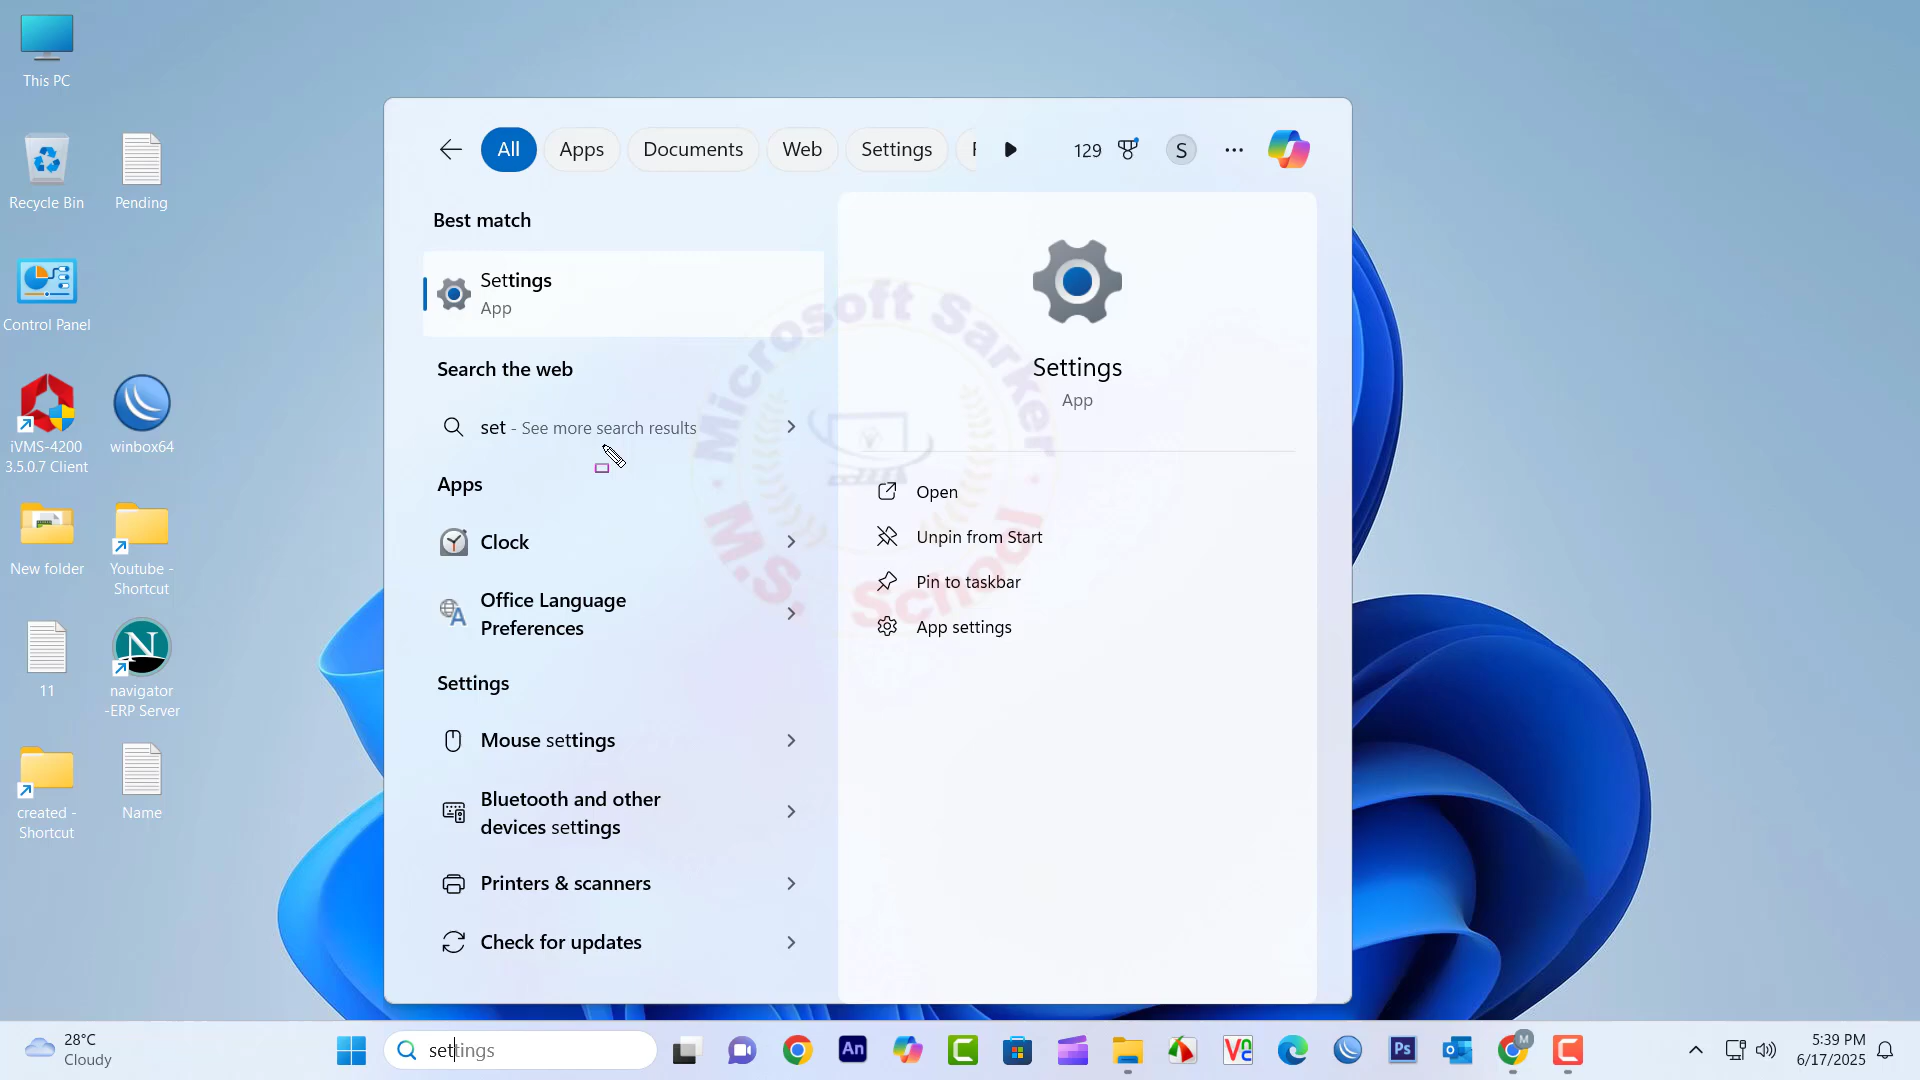 This PC
Recycle Bin
Pending
Control Panel
iVMS-4200
3.5.0.7 Client
winbox64
New folder
Youtube -
Shortcut
11
N
navigator
-ERP Server
created -
Shortcut
Name
All
Apps
Documents
Web
Settings
129
S
Best match
Settings
App
Search the web
set - See more search results
Apps
Clock
Office Language
Preferences
Settings
Mouse settings
Bluetooth and other
devices settings
Printers & scanners
Check for updates
Settings
App
Open
Unpin from Start
Pin to taskbar
App settings
Microsoft Sarker
M.S. School
28°C
Cloudy
settings
An
Ps
M
5:39 PM
6/17/2025